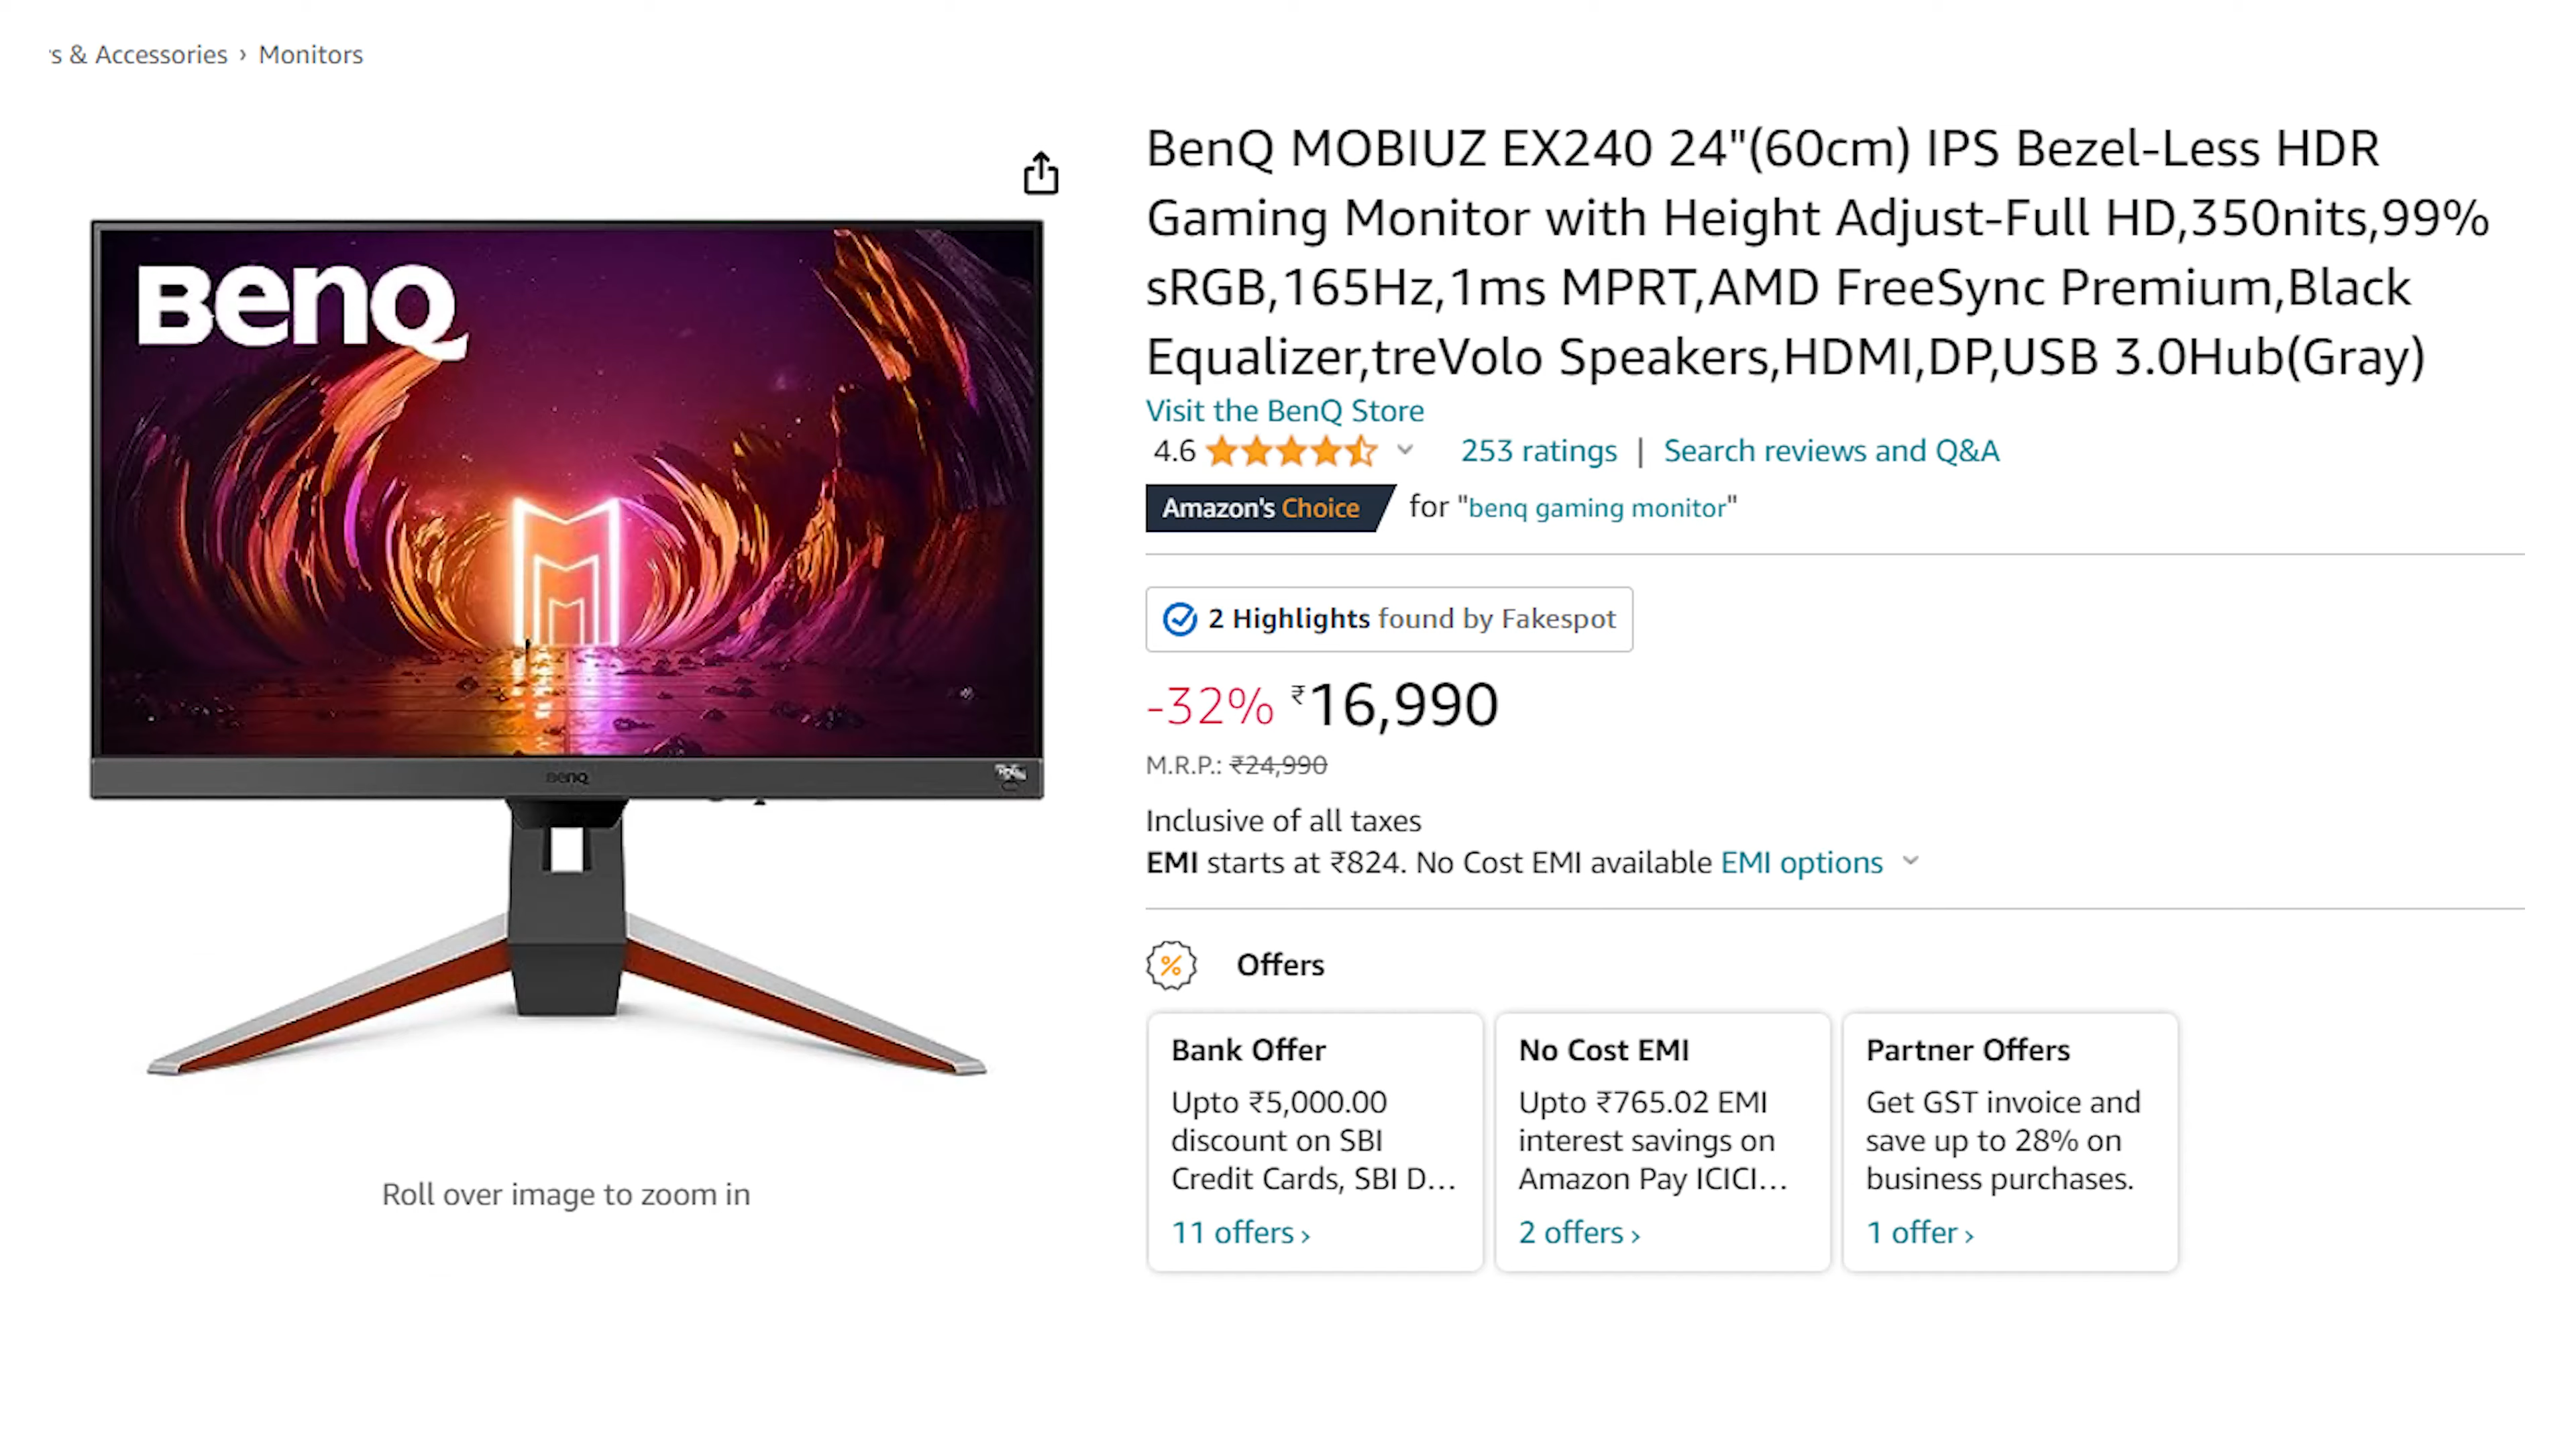 s & Accessories › Monitors
BenQ
BenQ
Roll over image to zoom in
BenQ MOBIUZ EX240 24"(60cm) IPS Bezel-Less HDR
Gaming Monitor with Height Adjust-Full HD,350nits,99%
sRGB,165Hz,1ms MPRT,AMD FreeSync Premium,Black
Equalizer,treVolo Speakers,HDMI,DP,USB 3.0Hub(Gray)
Visit the BenQ Store
4.6 253 ratings | Search reviews and Q&A
Amazon's Choice for "benq gaming monitor"
2 Highlights found by Fakespot
-32% ₹16,990
M.R.P.: ₹24,990
Inclusive of all taxes
EMI starts at ₹824. No Cost EMI available EMI options
% Offers
Bank Offer
Upto ₹5,000.00
discount on SBI
Credit Cards, SBI D...
11 offers ›
No Cost EMI
Upto ₹765.02 EMI
interest savings on
Amazon Pay ICICI...
2 offers ›
Partner Offers
Get GST invoice and
save up to 28% on
business purchases.
1 offer ›